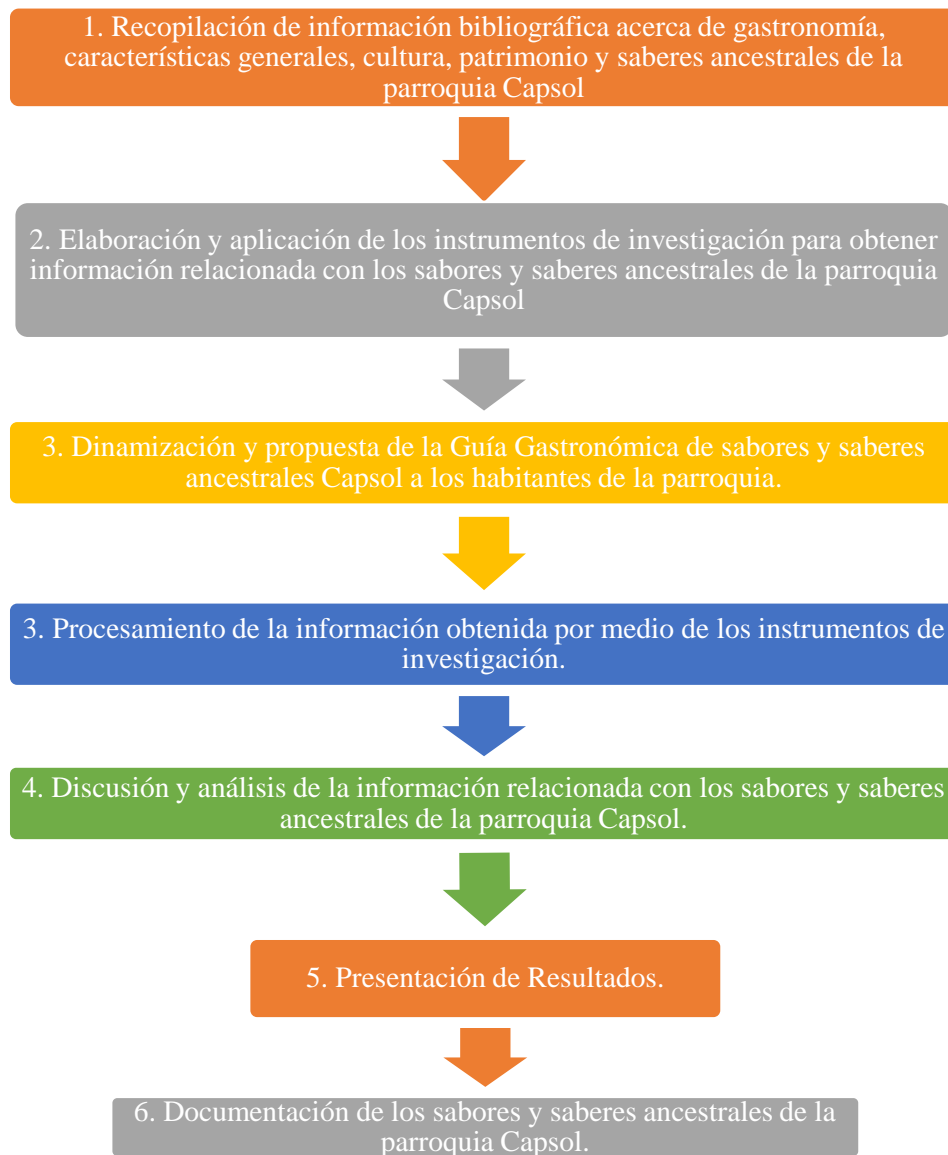 1. Recopilación de información bibliográfica acerca de gastronomía,
características generales, cultura, patrimonio y saberes ancestrales de la
parroquia Capsol
2. Elaboración y aplicación de los instrumentos de investigación para obtener
información relacionada con los sabores y saberes ancestrales de la parroquia
Capsol
3. Dinamización y propuesta de la Guía Gastronómica de sabores y saberes
ancestrales Capsol a los habitantes de la parroquia.
3. Procesamiento de la información obtenida por medio de los instrumentos de
investigación.
4. Discusión y análisis de la información relacionada con los sabores y saberes
ancestrales de la parroquia Capsol.
5. Presentación de Resultados.
6. Documentación de los sabores y saberes ancestrales de la
parroquia Capsol.